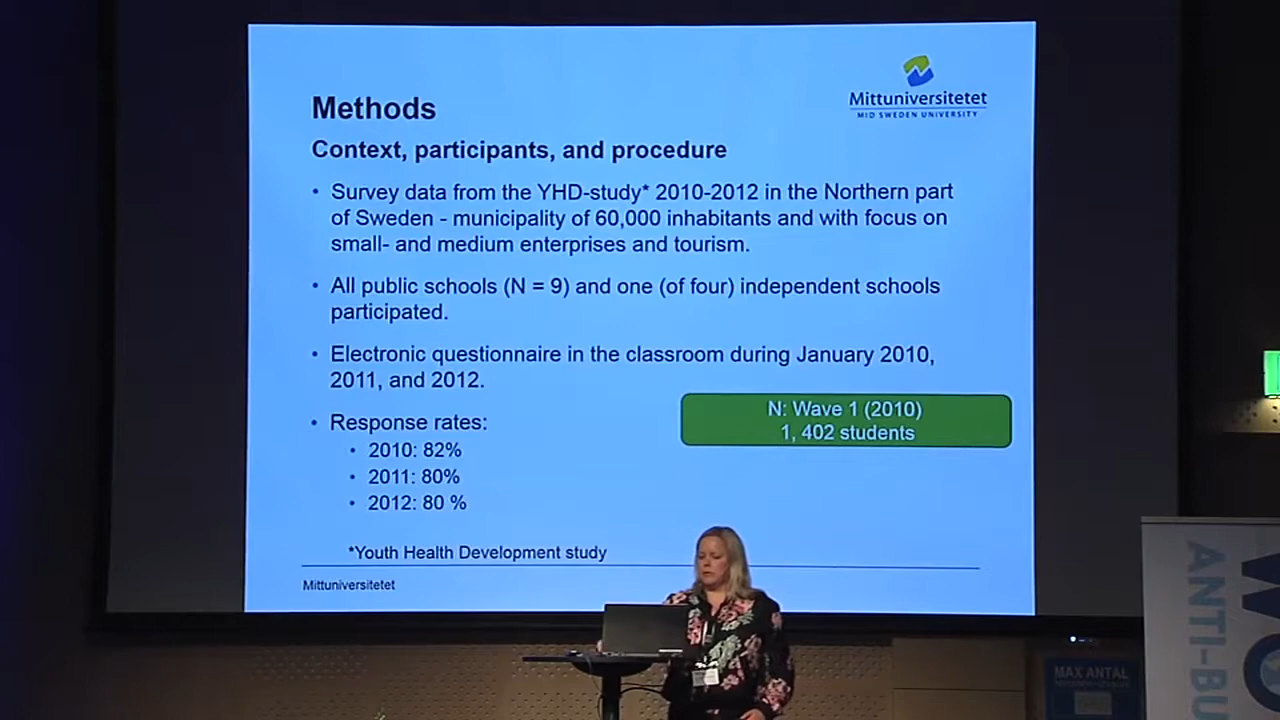 Mittuniversitetet
MID SWEDEN UNIVERSITY
Methods
Context, participants, and procedure
• Survey data from the YHD-study* 2010-2012 in the Northern part
of Sweden - municipality of 60,000 inhabitants and with focus on
small- and medium enterprises and tourism.
• All public schools (N = 9) and one (of four) independent schools
participated.
• Electronic questionnaire in the classroom during January 2010,
2011, and 2012.
N: Wave 1 (2010)
1, 402 students
• Response rates:
• 2010: 82%
• 2011: 80%
• 2012: 80 %
*Youth Health Development study
Mittuniversitetet
WO
ANTI-BU
MAX ANTAL